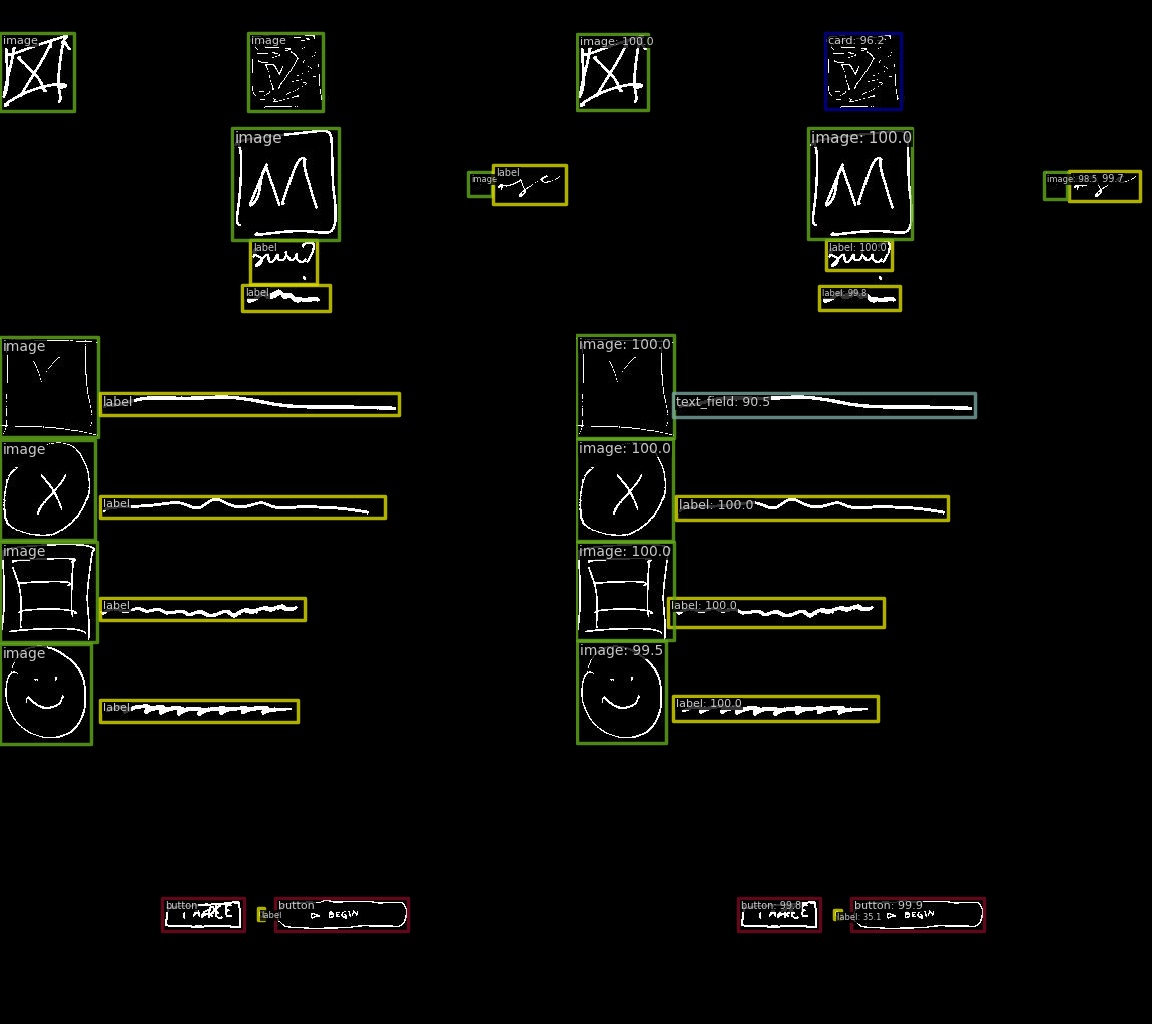 image image image: 100.0 card: 96.2
image image: 100.0
image label image: 98.5 99.7
label label: 100.0
label label: 99.8
image image: 100.0
label text_field: 90.5
image image: 100.0
label label: 100.0
image image: 100.0
label label: 100.0
image image: 99.5
label label: 100.0
button button button: 99.8 button: 99.9
label BEGIN label: 35.1 BEGIN